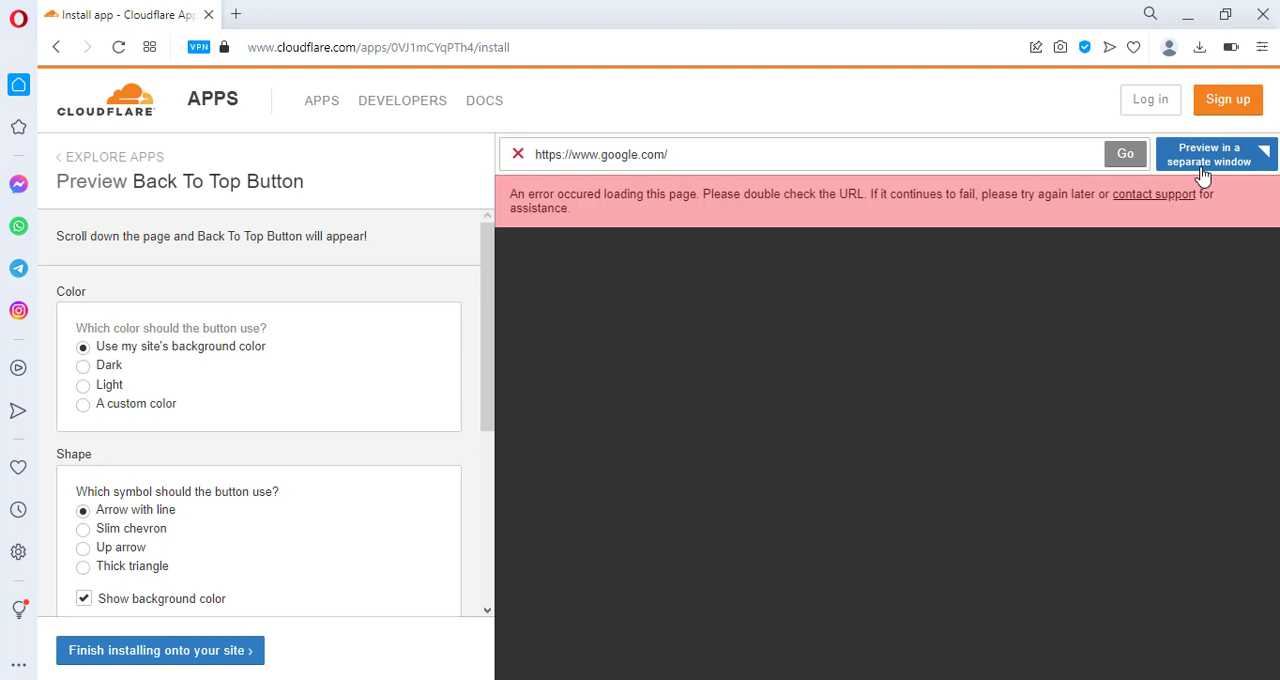 Install app - Cloudflare App
VPN
www.cloudflare.com/apps/0VJ1mCYqPTh4/install
CLOUDFLARE
APPS
APPS
DEVELOPERS
DOCS
Log in
Sign up
‹ EXPLORE APPS
Preview Back To Top Button
https://www.google.com/
Go
Preview in a
separate window
An error occured loading this page. Please double check the URL. If it continues to fail, please try again later or contact support for
assistance.
Scroll down the page and Back To Top Button will appear!
Color
Which color should the button use?
Use my site's background color
Dark
Light
A custom color
Shape
Which symbol should the button use?
Arrow with line
Slim chevron
Up arrow
Thick triangle
Show background color
Finish installing onto your site ›